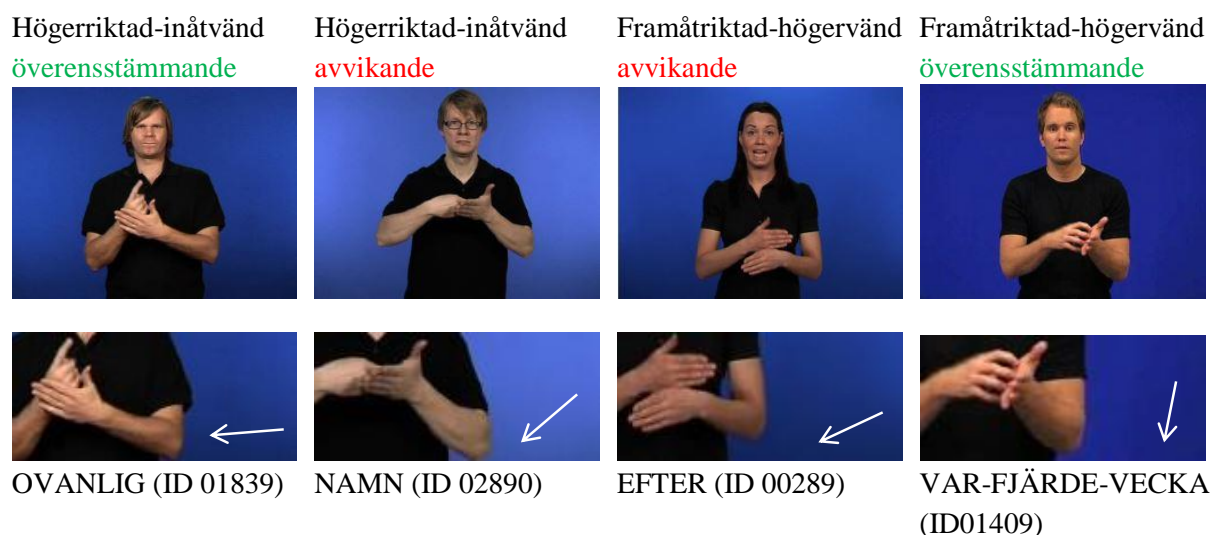 Högerriktad-inåtvänd
överensstämmande
Högerriktad-inåtvänd
avvikande
Framåtriktad-högervänd
avvikande
Framåtriktad-högervänd
överensstämmande
OVANLIG (ID 01839)
NAMN (ID 02890)
EFTER (ID 00289)
VAR-FJÄRDE-VECKA
(ID01409)